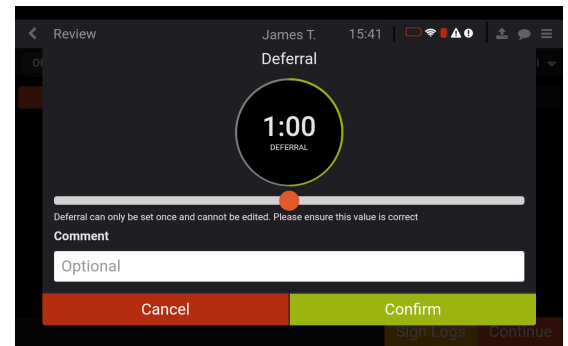 Review James T. 15:41
Deferral
1:00
DEFERRAL
Deferral can only be set once and cannot be edited. Please ensure this value is correct
Comment
Optional
Cancel Confirm
Sign Logs Continue